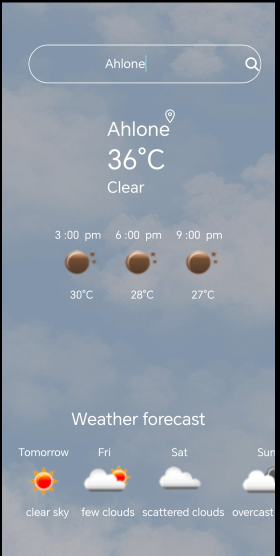 Ahlone
Ahlone
36°C
Clear
3 :00 pm 6 :00 pm 9 :00 pm
30°C 28°C 27°C
Weather forecast
Tomorrow Fri Sat Sun
clear sky few clouds scattered clouds overcast